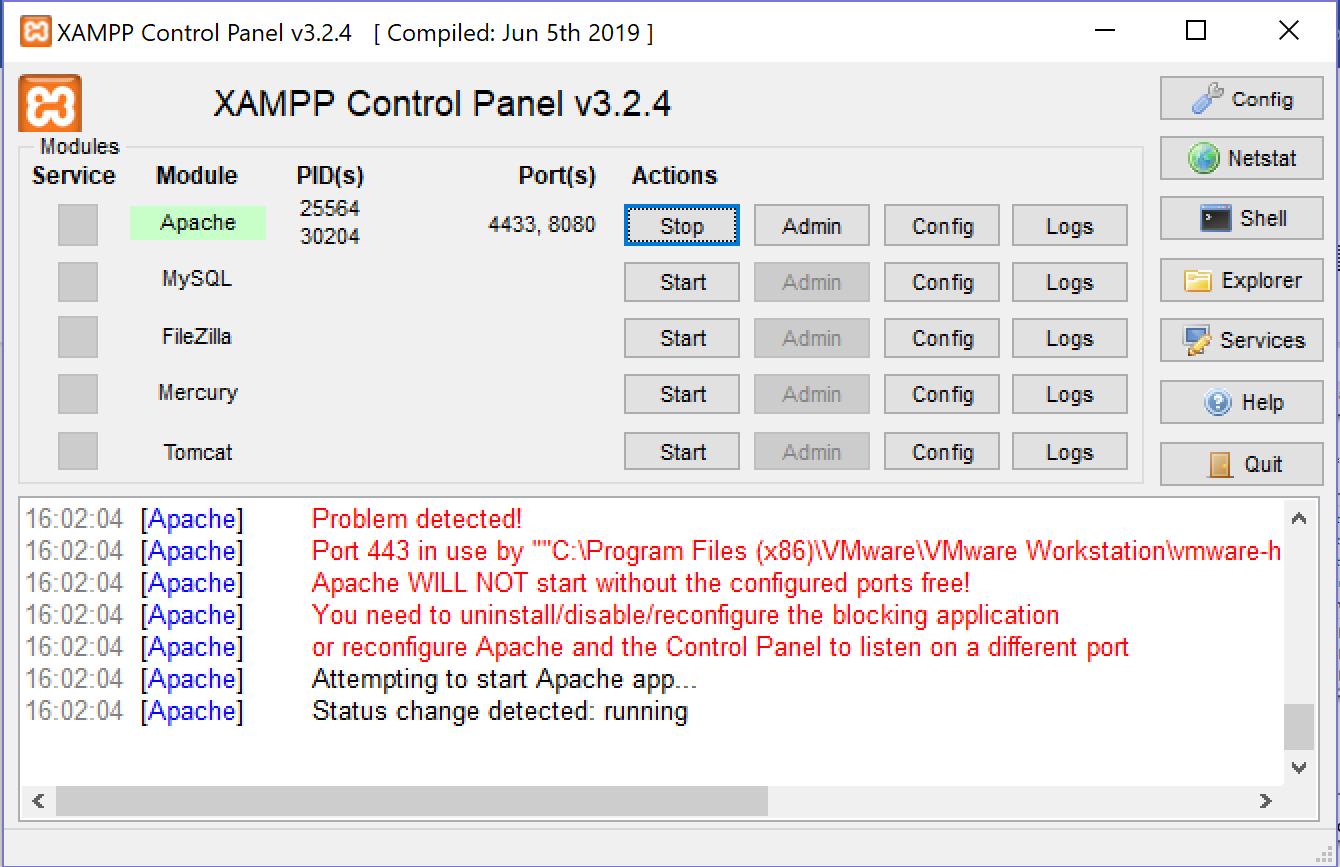 XAMPP Control Panel v3.2.4 [ Compiled: Jun 5th 2019 ]
XAMPP Control Panel v3.2.4
Config
Modules
Service Module PID(s) Port(s) Actions
Netstat
Apache 25564 30204 4433, 8080 Stop Admin Config Logs
Shell
MySQL Start Admin Config Logs
Explorer
FileZilla Start Admin Config Logs
Services
Mercury Start Admin Config Logs
Help
Tomcat Start Admin Config Logs
Quit
16:02:04 [Apache] Problem detected!
16:02:04 [Apache] Port 443 in use by ""C:\Program Files (x86)\VMware\VMware Workstation\vmware-h
16:02:04 [Apache] Apache WILL NOT start without the configured ports free!
16:02:04 [Apache] You need to uninstall/disable/reconfigure the blocking application
16:02:04 [Apache] or reconfigure Apache and the Control Panel to listen on a different port
16:02:04 [Apache] Attempting to start Apache app...
16:02:04 [Apache] Status change detected: running